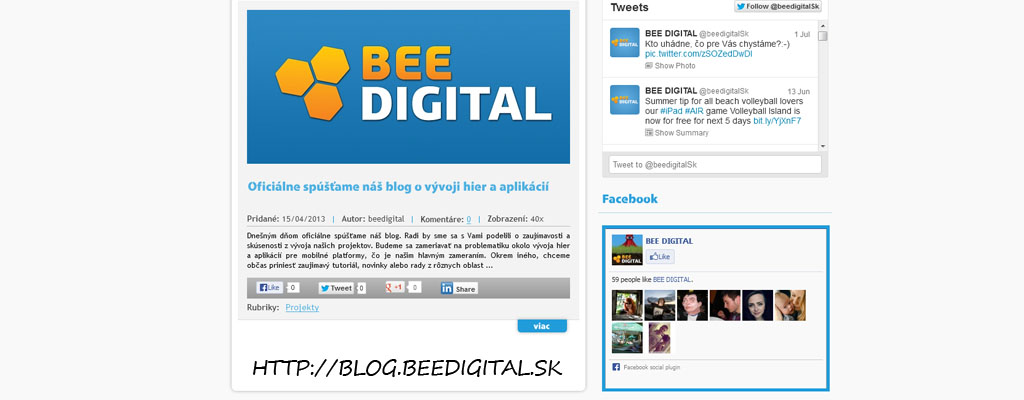 BEE
DIGITAL
Oficiálne spúšťame náš blog o vývoji hier a aplikácií
Pridané: 15/04/2013 | Autor: beedigital | Komentáre: 0 | Zobrazení: 40x
Dnešným dňom oficiálne spúšťame náš blog. Radi by sme sa s Vami podelili o zaujímavosti a
skúsenosti z vývoja našich projektov. Budeme sa zameriavať na problematiku okolo vývoja hier
a aplikácií pre mobilné platformy, čo je našim hlavným zameraním. Okrem iného, chceme
občas priniesť zaujímavý tutoriál, novinky alebo rady z rôznych oblast ...
Like 0 Tweet 0 +1 0 Share
Rubriky: Projekty
viac
HTTP://BLOG.BEEDIGITAL.SK
Tweets
Follow @beedigitalSk
BEE DIGITAL @beedigitalSk 1 Jul
Kto uhádne, čo pre Vás chystáme?:-)
pic.twitter.com/zSOZedDwDl
Show Photo
BEE DIGITAL @beedigitalSk 13 Jun
Summer tip for all beach volleyball lovers
our #iPad #AIR game Volleyball Island is
now for free for next 5 days bit.ly/YjXnF7
Show Summary
Tweet to @beedigitalSk
Facebook
BEE DIGITAL
Like
59 people like BEE DIGITAL.
Facebook social plugin